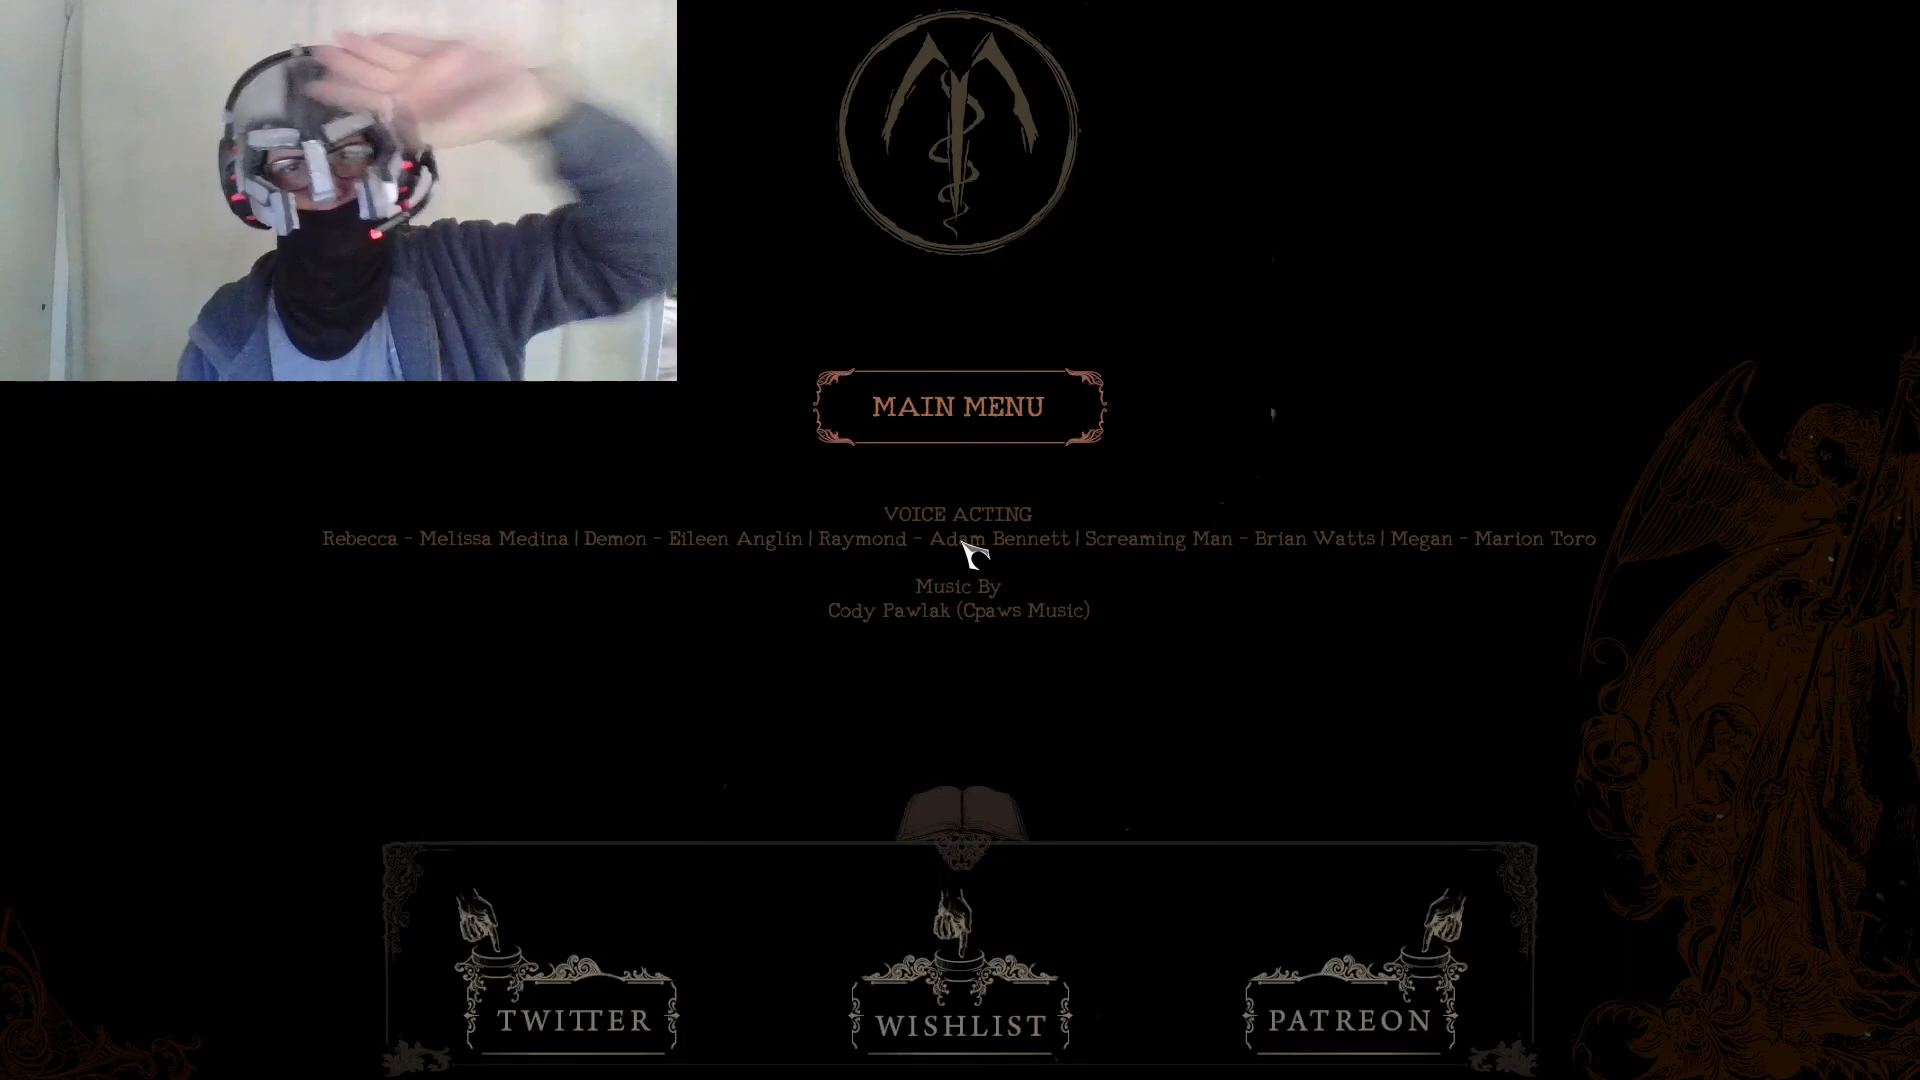 MAIN MENU
VOICE ACTING
Rebecca - Melissa Medina | Demon - Eileen Anglin | Raymond - Adam Bennett | Screaming Man - Brian Watts | Megan - Marion Toro
Music By
Cody Pawlak (Cpaws Music)
TWITTER
WISHLIST
PATREON